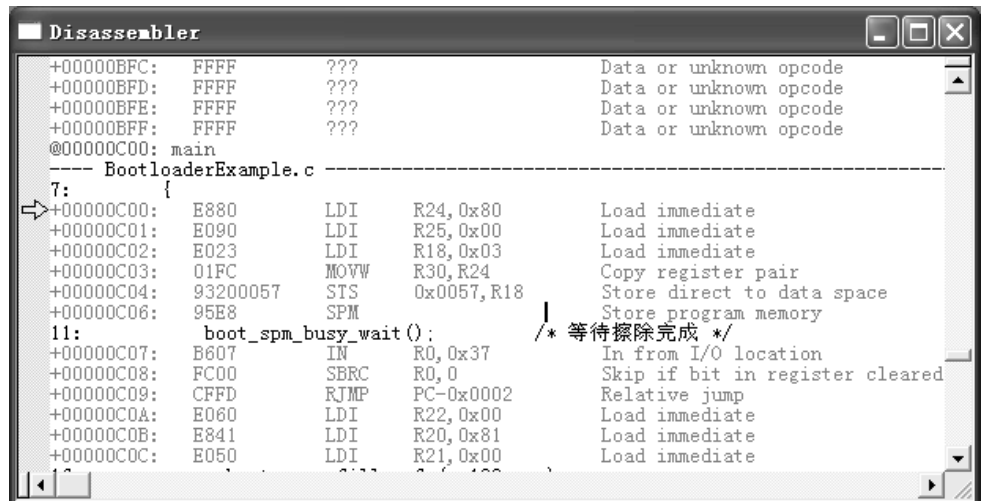 Disassembler
+00000BFC: FFFF ??? Data or unknown opcode
+00000BFD: FFFF ??? Data or unknown opcode
+00000BFE: FFFF ??? Data or unknown opcode
+00000BFF: FFFF ??? Data or unknown opcode
@00000C00: main
---- BootloaderExample.c ----
7: {
+00000C00: E880 LDI R24,0x80 Load immediate
+00000C01: E090 LDI R25,0x00 Load immediate
+00000C02: E023 LDI R18,0x03 Load immediate
+00000C03: 01FC MOVW R30,R24 Copy register pair
+00000C04: 93200057 STS 0x0057,R18 Store direct to data space
+00000C06: 95E8 SPM Store program memory
11: boot_spm_busy_wait(); /* 等待擦除完成 */
+00000C07: B607 IN R0,0x37 In from I/O location
+00000C08: FC00 SBRC R0,0 Skip if bit in register cleared
+00000C09: CFFD RJMP PC-0x0002 Relative jump
+00000C0A: E060 LDI R22,0x00 Load immediate
+00000C0B: E841 LDI R20,0x81 Load immediate
+00000C0C: E050 LDI R21,0x00 Load immediate